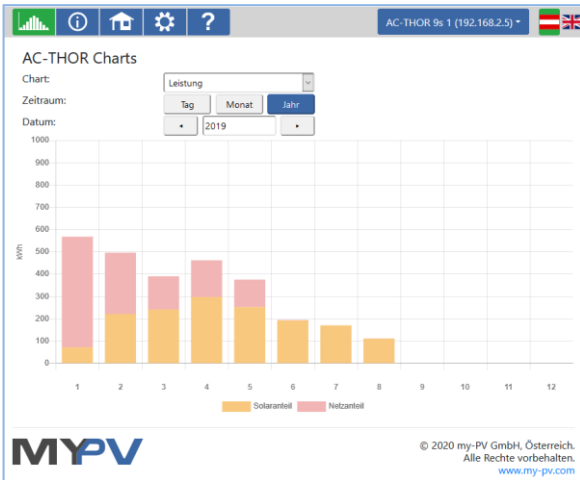 ?
AC-THOR 9s 1 (192.168.2.5)
AC-THOR Charts
Chart: Leistung
Zeitraum: Tag Monat Jahr
Datum: 2019
1000
900
800
700
600
500
400
300
200
100
0
kWh
1 2 3 4 5 6 7 8 9 10 11 12
Solaranteil Netzanteil
MYPV
© 2020 my-PV GmbH, Österreich.
Alle Rechte vorbehalten.
www.my-pv.com